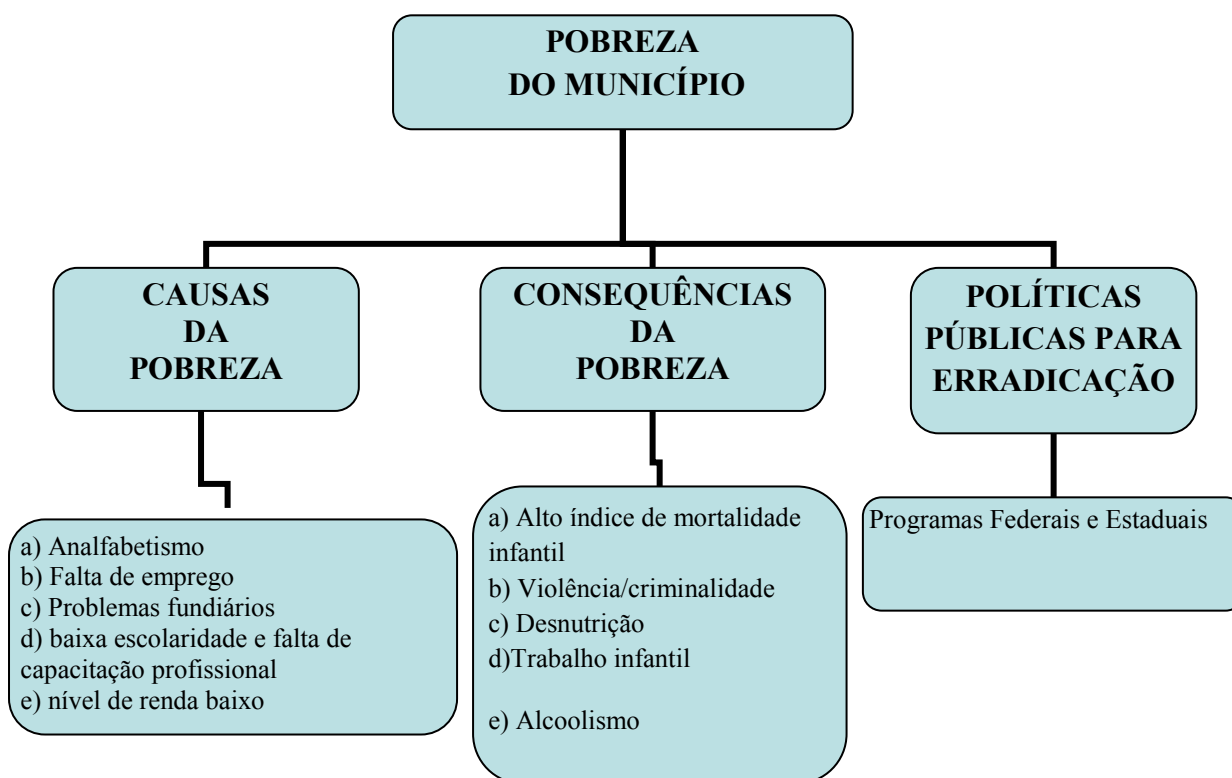 POBREZA
DO MUNICÍPIO
CAUSAS
DA
POBREZA
CONSEQUÊNCIAS
DA
POBREZA
POLÍTICAS
PÚBLICAS PARA
ERRADICAÇÃO
a) Analfabetismo
b) Falta de emprego
c) Problemas fundiários
d) baixa escolaridade e falta de
capacitação profissional
e) nível de renda baixo
a) Alto índice de mortalidade
infantil
b) Violência/criminalidade
c) Desnutrição
d)Trabalho infantil
e) Alcoolismo
Programas Federais e Estaduais